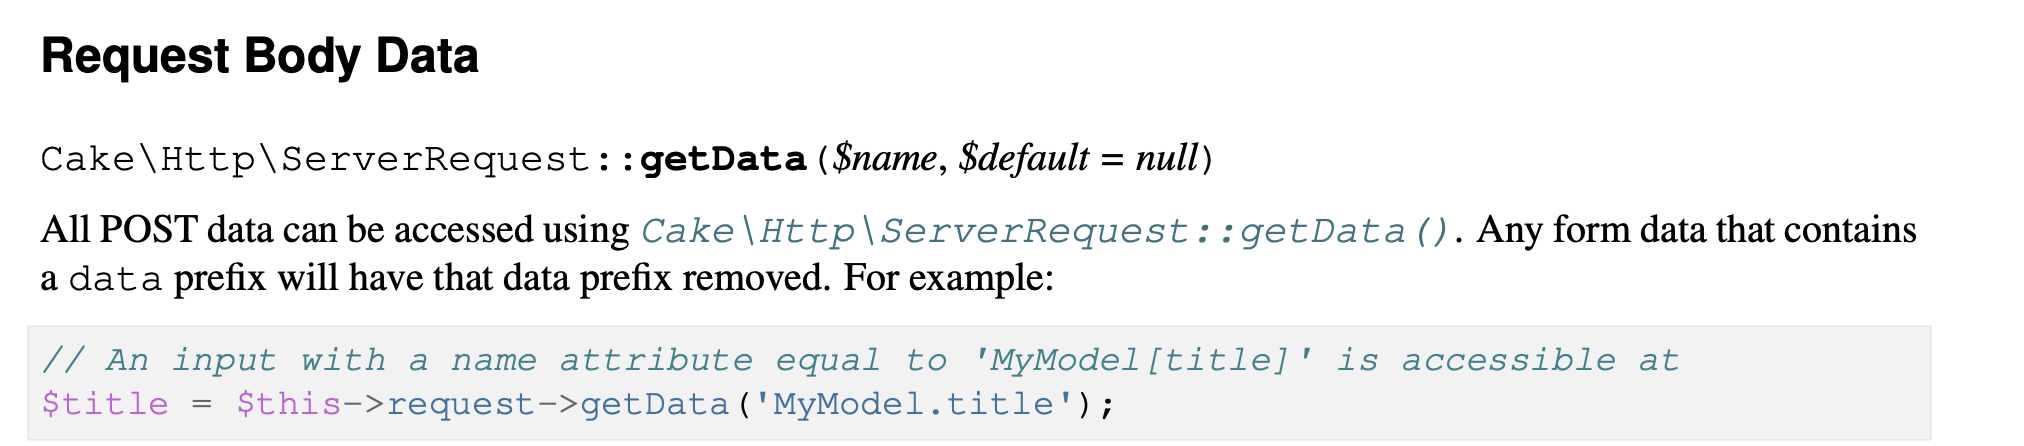 Request Body Data
Cake\Http\ServerRequest::getData($name, $default = null)
All POST data can be accessed using Cake\Http\ServerRequest::getData(). Any form data that contains
a data prefix will have that data prefix removed. For example:
// An input with a name attribute equal to 'MyModel[title]' is accessible at
$title = $this->request->getData('MyModel.title');